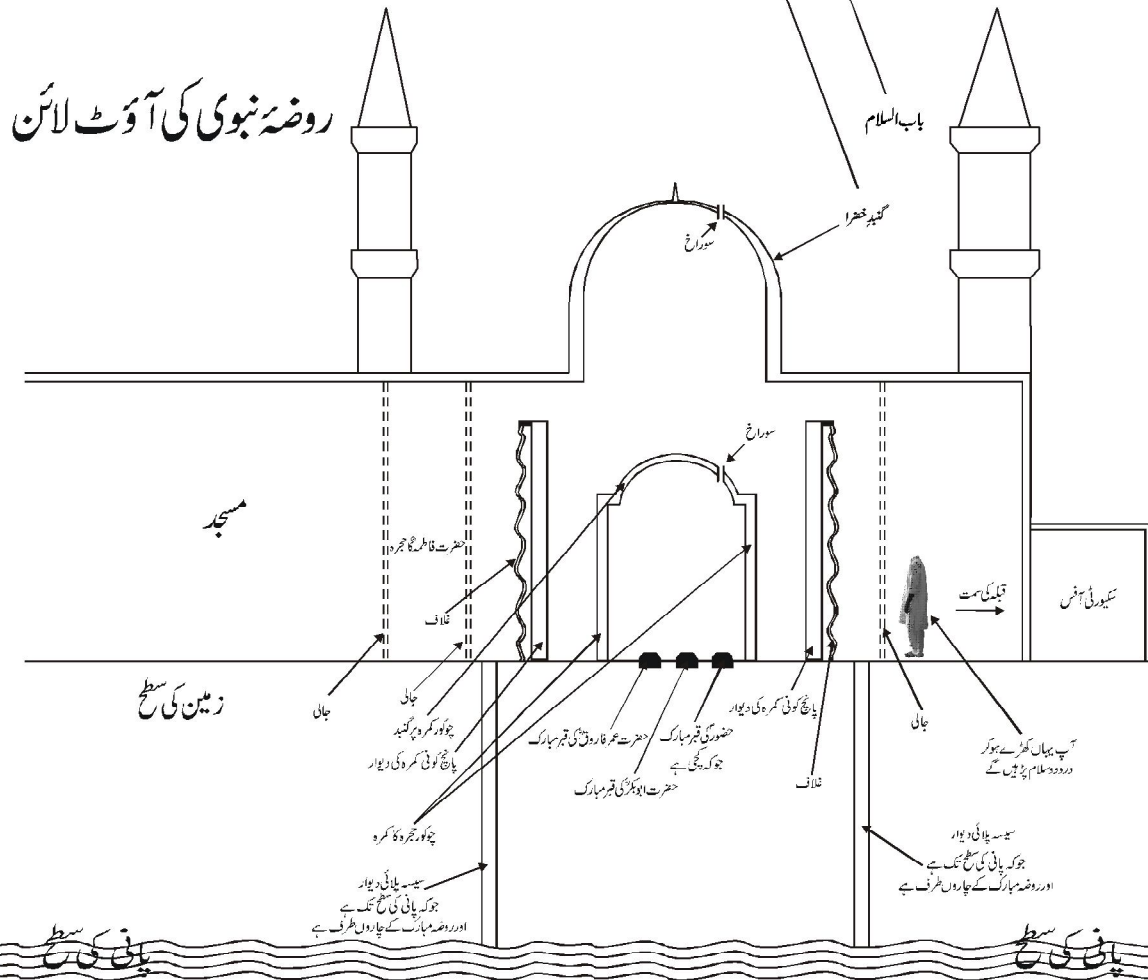 روضۂ نبوی کی آؤٹ لائن
باب السلام
گنبدِ خضرا
سوراخ
سوراخ
مسجد
حضرت فاطمہؓ کا حجرہ
غلاف
قبلہ کی سمت
سیکورٹی آفس
زمین کی سطح
جالی
جالی
چوکور کمرہ پر گنبد
پانچ کونی کمرہ کی دیوار
چوکور حجرہ کا کمرہ
حضرت عمر فاروقؓ کی قبر مبارک
حضرت ابوبکرؓ کی قبر مبارک
حضورؐ کی قبر مبارک
جو کہ کچی ہے
پانچ کونی کمرہ کی دیوار
غلاف
جالی
آپ یہاں کھڑے ہو کر
درود و سلام پڑھیں گے
سیسہ پلائی دیوار
جو کہ پانی کی سطح تک ہے
اور روضہ مبارک کے چاروں طرف ہے
سیسہ پلائی دیوار
جو کہ پانی کی سطح تک ہے
اور روضہ مبارک کے چاروں طرف ہے
پانی کی سطح
پانی کی سطح